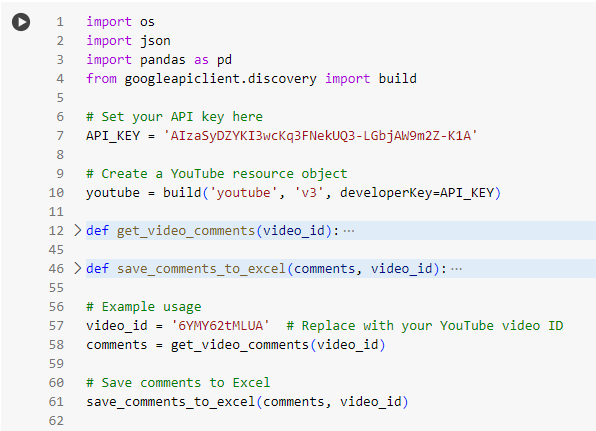 1 import os
2 import json
3 import pandas as pd
4 from googleapiclient.discovery import build
5
6 # Set your API key here
7 API_KEY = 'AIzaSyDZYKI3wcKq3FNekUQ3-LGbjAW9m2Z-K1A'
8
9 # Create a YouTube resource object
10 youtube = build('youtube', 'v3', developerKey=API_KEY)
11
12 def get_video_comments(video_id): ···
45
46 def save_comments_to_excel(comments, video_id): ···
55
56 # Example usage
57 video_id = '6YMY62tMLUA'  # Replace with your YouTube video ID
58 comments = get_video_comments(video_id)
59
60 # Save comments to Excel
61 save_comments_to_excel(comments, video_id)
62